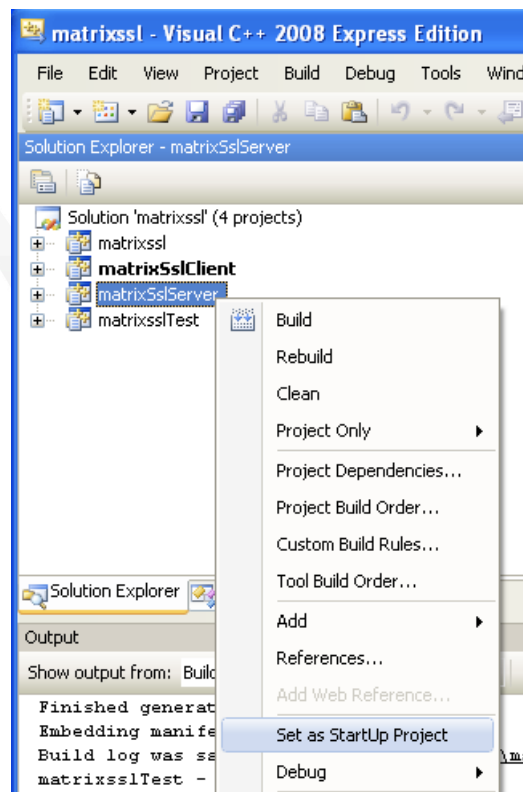 matrixssl - Visual C++ 2008 Express Edition
File Edit View Project Build Debug Tools Wind
Solution Explorer - matrixSslServer
Solution 'matrixssl' (4 projects)
matrixssl
matrixSslClient
matrixSslServer
matrixsslTest
Build
Rebuild
Clean
Project Only
Project Dependencies...
Project Build Order...
Custom Build Rules...
Tool Build Order...
Add
References...
Add Web Reference...
Set as StartUp Project
Debug
Solution Explorer
Output
Show output from: Build
Finished generat
Embedding manife
Build log was sa \ma
matrixsslTest -